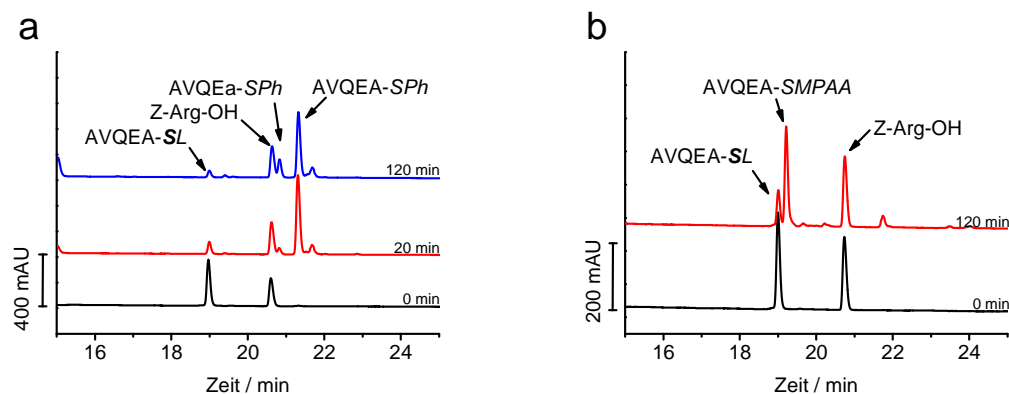 a
AVQEa-SPh
AVQEA-SPh
Z-Arg-OH
AVQEA-SL
120 min
20 min
0 min
400 mAU
16 18 20 22 24
Zeit / min
b
AVQEA-SMPAA
Z-Arg-OH
AVQEA-SL
120 min
0 min
200 mAU
16 18 20 22 24
Zeit / min